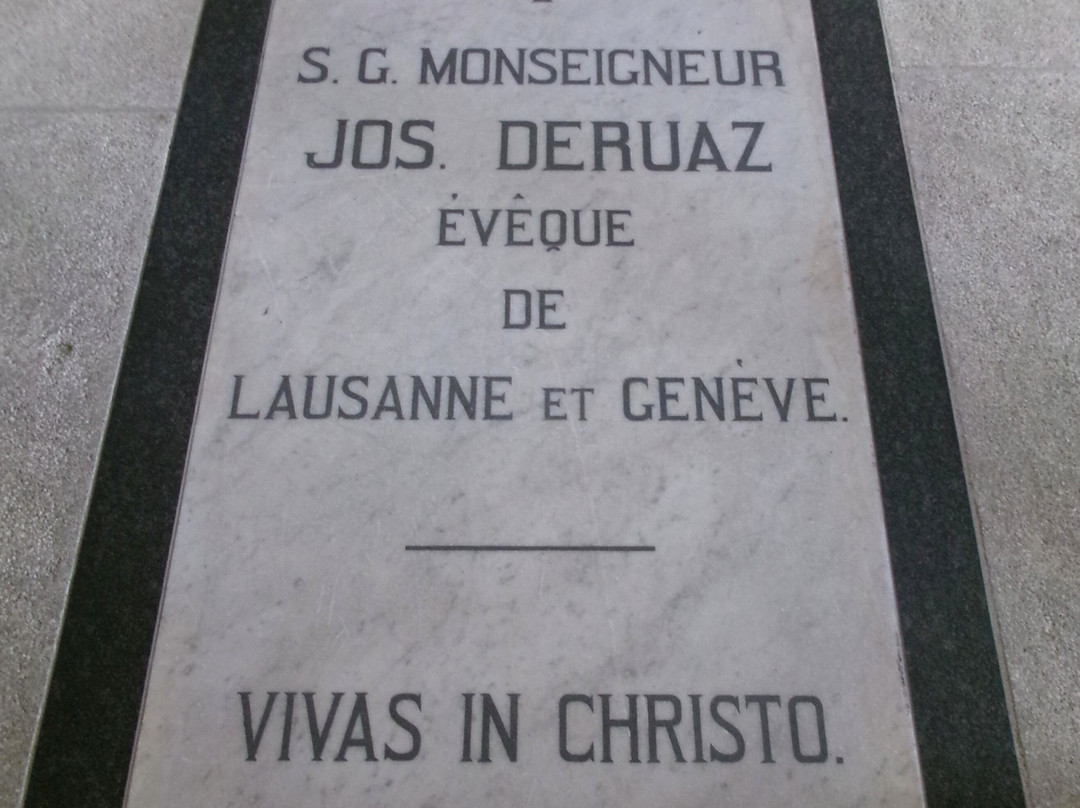 S. G. MONSEIGNEUR
JOS. DERUAZ
ÉVÊQUE
DE
LAUSANNE ET GENÈVE.
VIVAS IN CHRISTO.